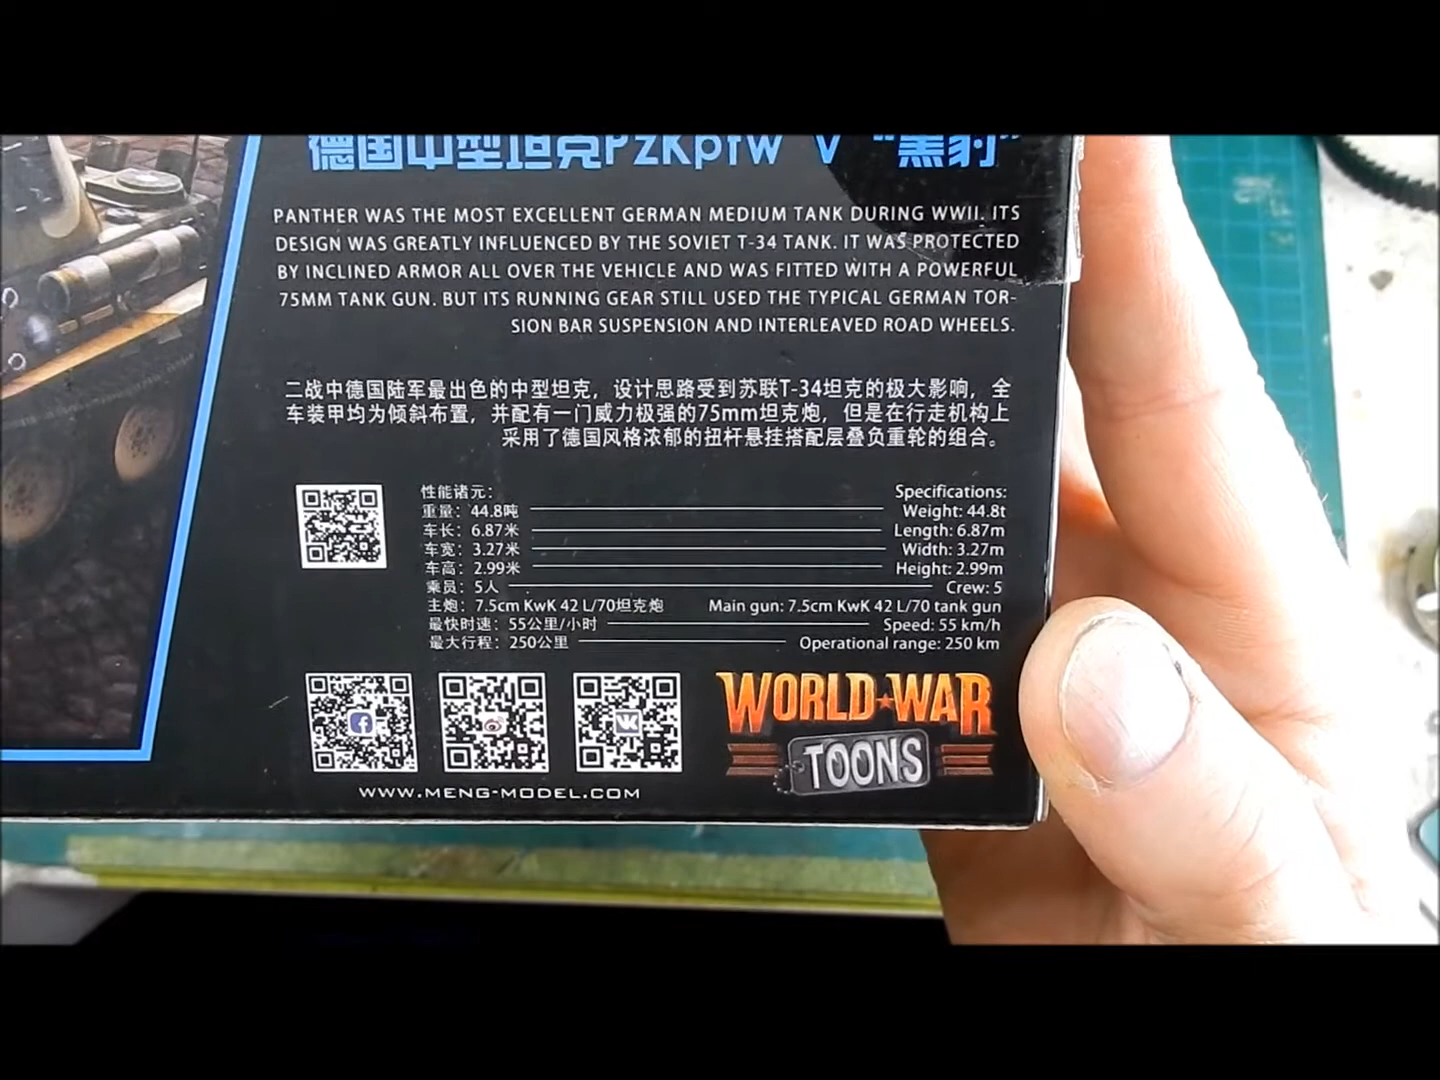 德国中型坦克PzKpfw V “黑豹”
PANTHER WAS THE MOST EXCELLENT GERMAN MEDIUM TANK DURING WWII. ITS
DESIGN WAS GREATLY INFLUENCED BY THE SOVIET T-34 TANK. IT WAS PROTECTED
BY INCLINED ARMOR ALL OVER THE VEHICLE AND WAS FITTED WITH A POWERFUL
75MM TANK GUN. BUT ITS RUNNING GEAR STILL USED THE TYPICAL GERMAN TOR-
SION BAR SUSPENSION AND INTERLEAVED ROAD WHEELS.
二战中德国陆军最出色的中型坦克，设计思路受到苏联T-34坦克的极大影响，全
车装甲均为倾斜布置，并配有一门威力极强的75mm坦克炮，但是在行走机构上
采用了德国风格浓郁的扭杆悬挂搭配层叠负重轮的组合。
性能诸元： Specifications:
重量：44.8吨 Weight: 44.8t
车长：6.87米 Length: 6.87m
车宽：3.27米 Width: 3.27m
车高：2.99米 Height: 2.99m
乘员：5人 Crew: 5
主炮：7.5cm KwK 42 L/70坦克炮 Main gun: 7.5cm KwK 42 L/70 tank gun
最快时速：55公里/小时 Speed: 55 km/h
最大行程：250公里 Operational range: 250 km
WORLD WAR
TOONS
WWW.MENG-MODEL.COM